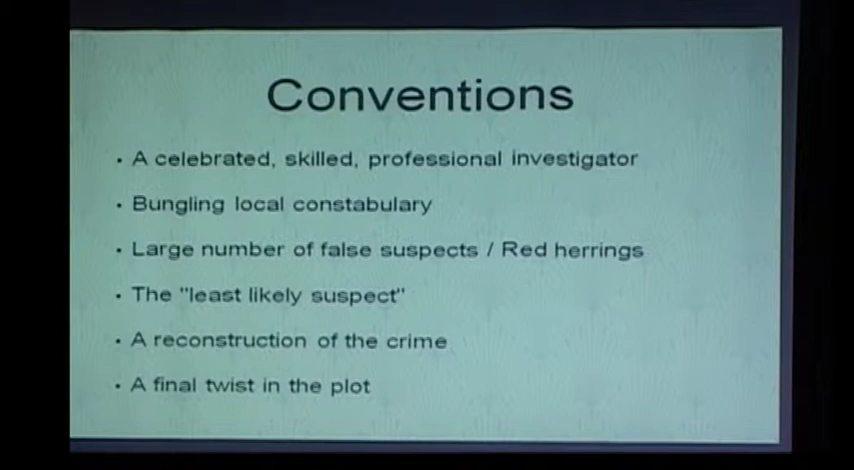 Conventions
• A celebrated, skilled, professional investigator
• Bungling local constabulary
• Large number of false suspects / Red herrings
• The "least likely suspect"
• A reconstruction of the crime
• A final twist in the plot